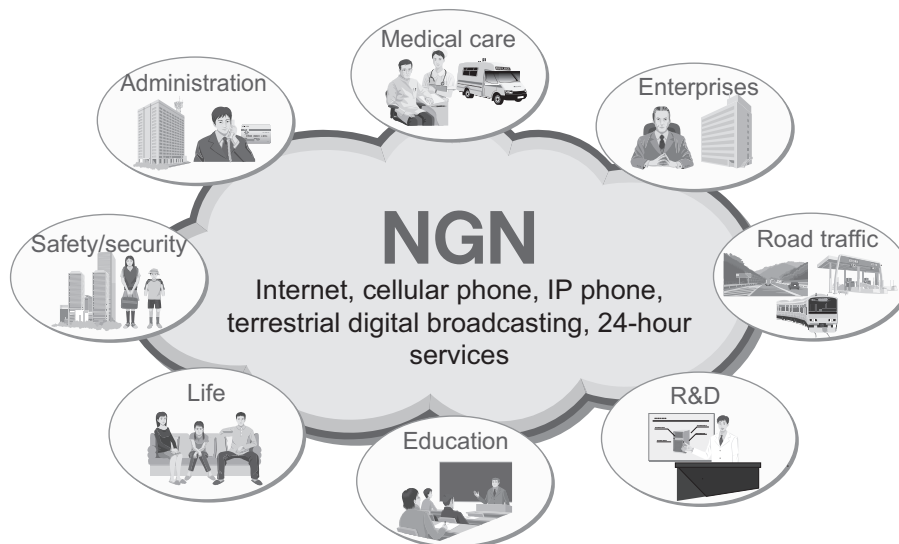 Medical care
Administration
Enterprises
Safety/security
NGN
Road traffic
Internet, cellular phone, IP phone,
terrestrial digital broadcasting, 24-hour
services
Life
R&D
Education